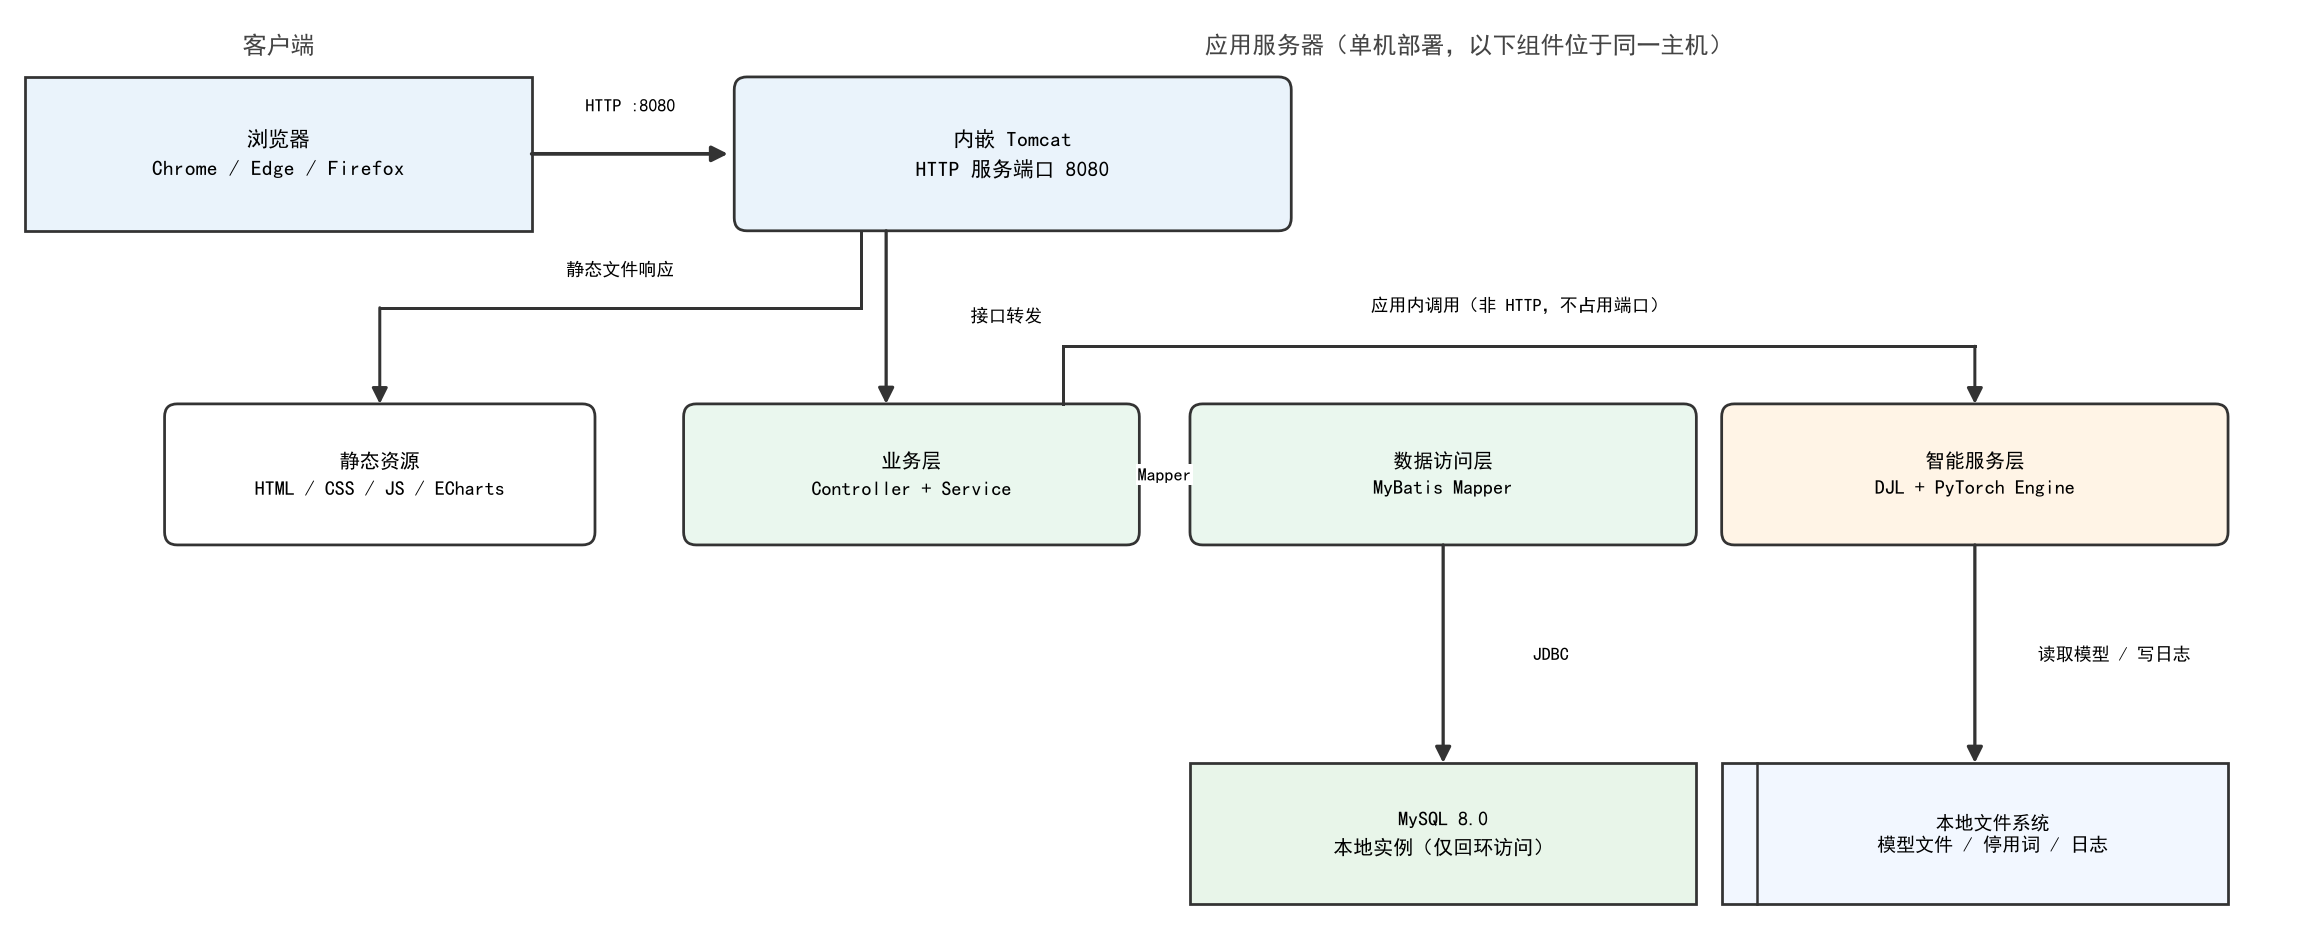 客户端
应用服务器（单机部署，以下组件位于同一主机）
浏览器
Chrome / Edge / Firefox
HTTP :8080
内嵌 Tomcat
HTTP 服务端口 8080
静态文件响应
接口转发
应用内调用（非 HTTP，不占用端口）
静态资源
HTML / CSS / JS / ECharts
业务层
Controller + Service
Mapper
数据访问层
MyBatis Mapper
智能服务层
DJL + PyTorch Engine
JDBC
读取模型 / 写日志
MySQL 8.0
本地实例（仅回环访问）
本地文件系统
模型文件 / 停用词 / 日志